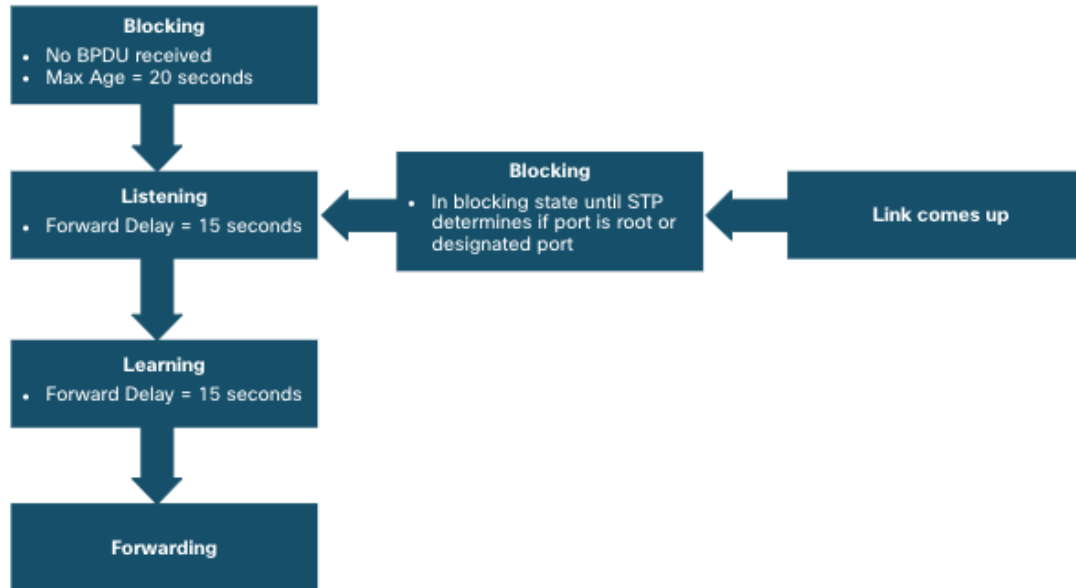 Blocking
• No BPDU received
• Max Age = 20 seconds
Listening
• Forward Delay = 15 seconds
Blocking
• In blocking state until STP
determines if port is root or
designated port
Link comes up
Learning
• Forward Delay = 15 seconds
Forwarding